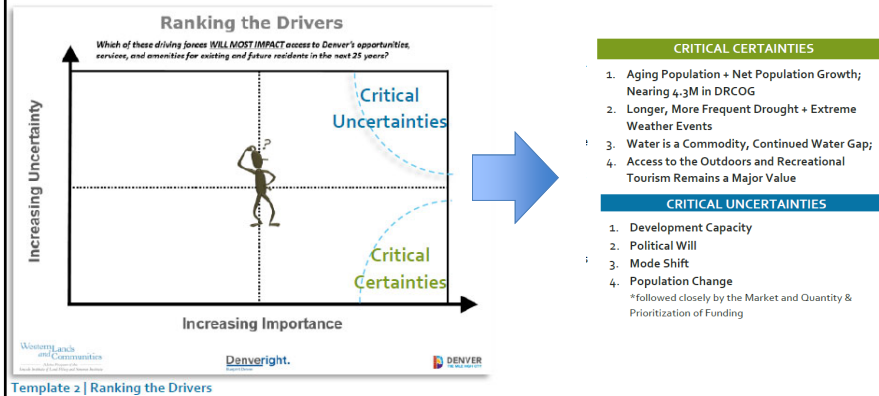 Ranking the Drivers
Which of these driving forces WILL MOST IMPACT access to Denver's opportunities,
services, and amenities for existing and future residents in the next 25 years?
Increasing Uncertainty
Critical
Uncertainties
?
Critical
Certainties
Increasing Importance
Western Lands
and Communities
Denveright.
DENVER
THE MILE HIGH CITY
Template 2 | Ranking the Drivers
CRITICAL CERTAINTIES
1. Aging Population + Net Population Growth;
Nearing 4.3M in DRCOG
2. Longer, More Frequent Drought + Extreme
Weather Events
3. Water is a Commodity, Continued Water Gap;
4. Access to the Outdoors and Recreational
Tourism Remains a Major Value
CRITICAL UNCERTAINTIES
1. Development Capacity
2. Political Will
3. Mode Shift
4. Population Change
*followed closely by the Market and Quantity &
Prioritization of Funding